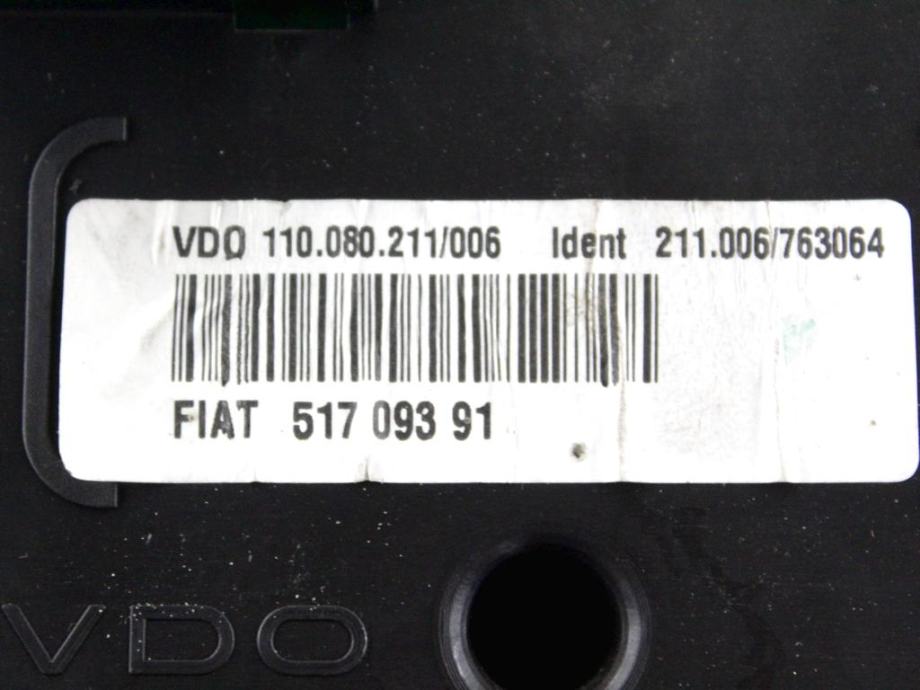 VDO 110.080.211/006 Ident 211.006/763064
FIAT 517 093 91
VDO